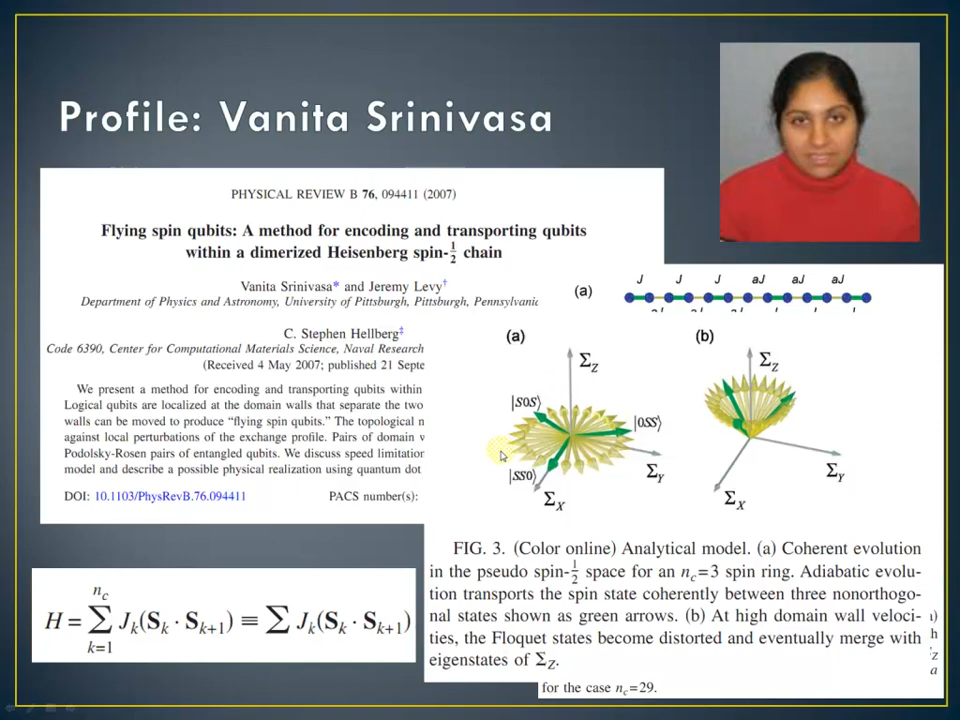 Profile: Vanita Srinivasa
PHYSICAL REVIEW B 76, 094411 (2007)
Flying spin qubits: A method for encoding and transporting qubits
within a dimerized Heisenberg spin-1/2 chain
Vanita Srinivasa* and Jeremy Levy†
Department of Physics and Astronomy, University of Pittsburgh, Pittsburgh, Pennsylvania
C. Stephen Hellberg‡
Code 6390, Center for Computational Materials Science, Naval Research
(Received 4 May 2007; published 21 Septe
We present a method for encoding and transporting qubits within
Logical qubits are localized at the domain walls that separate the two
walls can be moved to produce “flying spin qubits.” The topological n
against local perturbations of the exchange profile. Pairs of domain v
Podolsky-Rosen pairs of entangled qubits. We discuss speed limitation
model and describe a possible physical realization using quantum dot
DOI: 10.1103/PhysRevB.76.094411 PACS number(s):
(a) J J J aJ aJ aJ
(a) (b)
Σ_Z Σ_Z
|S0S⟩
|0SS⟩
|SS0⟩
Σ_Y Σ_Y
Σ_X Σ_X
H = ∑_{k=1}^{n_c} J_k(S_k · S_{k+1}) ≡ ∑ J_k(S_k · S_{k+1})
FIG. 3. (Color online) Analytical model. (a) Coherent evolution
in the pseudo spin-1/2 space for an n_c=3 spin ring. Adiabatic evolu-
tion transports the spin state coherently between three nonorthogo-
nal states shown as green arrows. (b) At high domain wall veloci-
ties, the Floquet states become distorted and eventually merge with
eigenstates of Σ_Z.
for the case n_c=29.